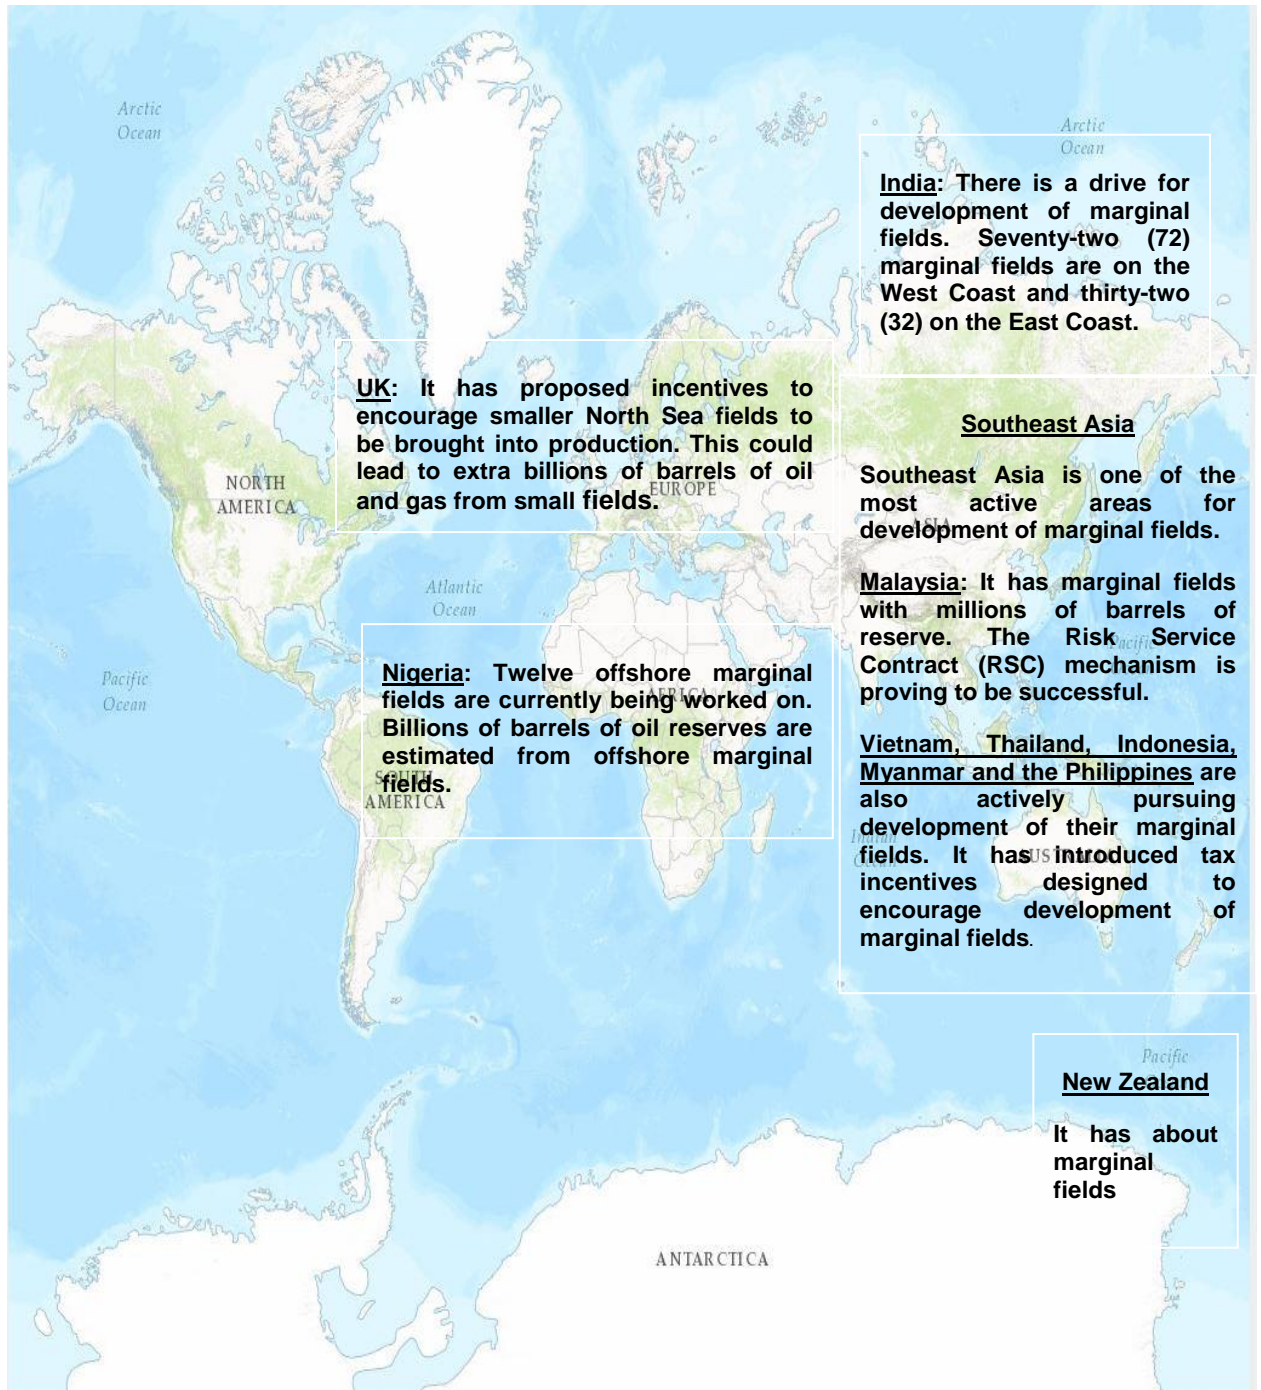 Arctic
Ocean
Arctic
Ocean
India: There is a drive for
development of marginal
fields. Seventy-two (72)
marginal fields are on the
West Coast and thirty-two
(32) on the East Coast.
UK: It has proposed incentives to
encourage smaller North Sea fields to
be brought into production. This could
lead to extra billions of barrels of oil
and gas from small fields.
NORTH
AMERICA
EUROPE
Southeast Asia
Southeast Asia is one of the
most active areas for
development of marginal fields.
ASIA
Malaysia: It has marginal fields
with millions of barrels of
reserve. The Risk Service
Contract (RSC) mechanism is
proving to be successful.
Pacific
Vietnam, Thailand, Indonesia,
Myanmar and the Philippines are
also actively pursuing
development of their marginal
fields. It has introduced tax
incentives designed to
encourage development of
marginal fields.
Indian
Ocean
AUSTRALIA
Atlantic
Ocean
Pacific
Ocean
Nigeria: Twelve offshore marginal
fields are currently being worked on.
Billions of barrels of oil reserves are
estimated from offshore marginal
fields.
AFRICA
SOUTH
AMERICA
Pacific
New Zealand
It has about
marginal
fields
ANTARCTICA